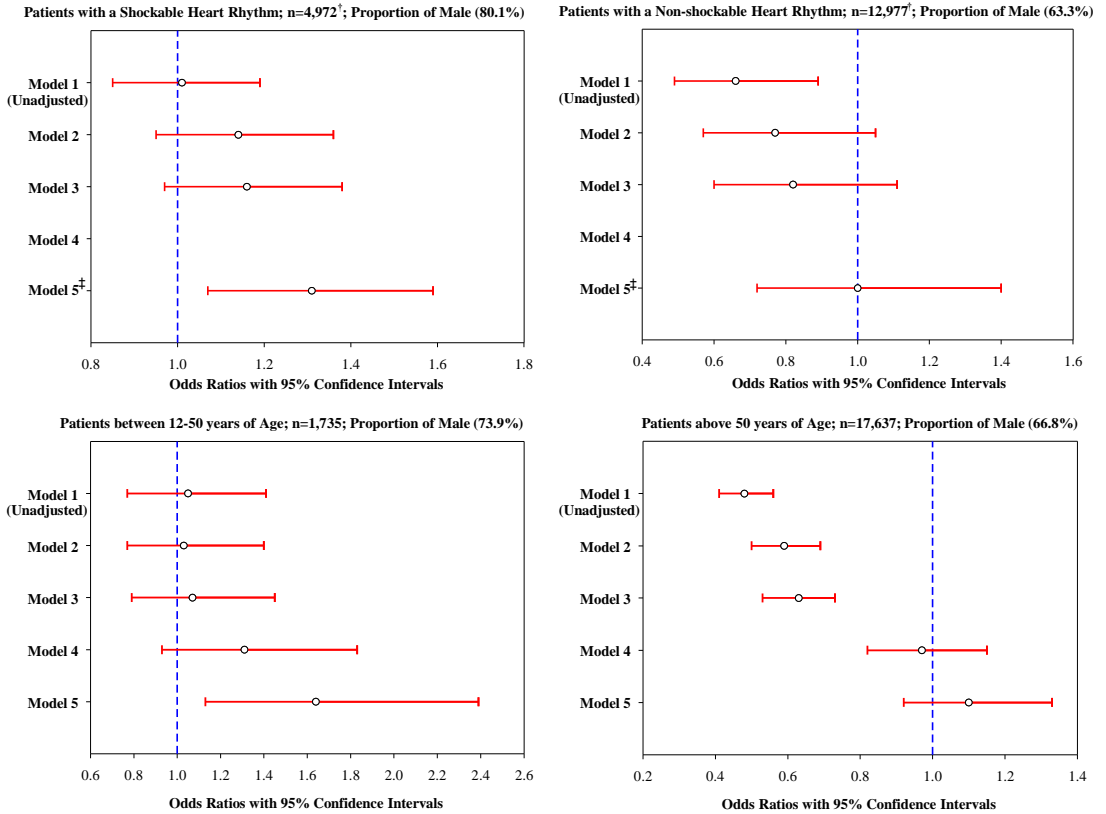 Patients with a Shockable Heart Rhythm; n=4,972†; Proportion of Male (80.1%)
Model 1
(Unadjusted)
Model 2
Model 3
Model 4
Model 5‡
0.8 1.0 1.2 1.4 1.6 1.8
Odds Ratios with 95% Confidence Intervals
Patients with a Non-shockable Heart Rhythm; n=12,977†; Proportion of Male (63.3%)
Model 1
(Unadjusted)
Model 2
Model 3
Model 4
Model 5‡
0.4 0.6 0.8 1.0 1.2 1.4 1.6
Odds Ratios with 95% Confidence Intervals
Patients between 12-50 years of Age; n=1,735; Proportion of Male (73.9%)
Model 1
(Unadjusted)
Model 2
Model 3
Model 4
Model 5
0.6 0.8 1.0 1.2 1.4 1.6 1.8 2.0 2.2 2.4 2.6
Odds Ratios with 95% Confidence Intervals
Patients above 50 years of Age; n=17,637; Proportion of Male (66.8%)
Model 1
(Unadjusted)
Model 2
Model 3
Model 4
Model 5
0.2 0.4 0.6 0.8 1.0 1.2 1.4
Odds Ratios with 95% Confidence Intervals